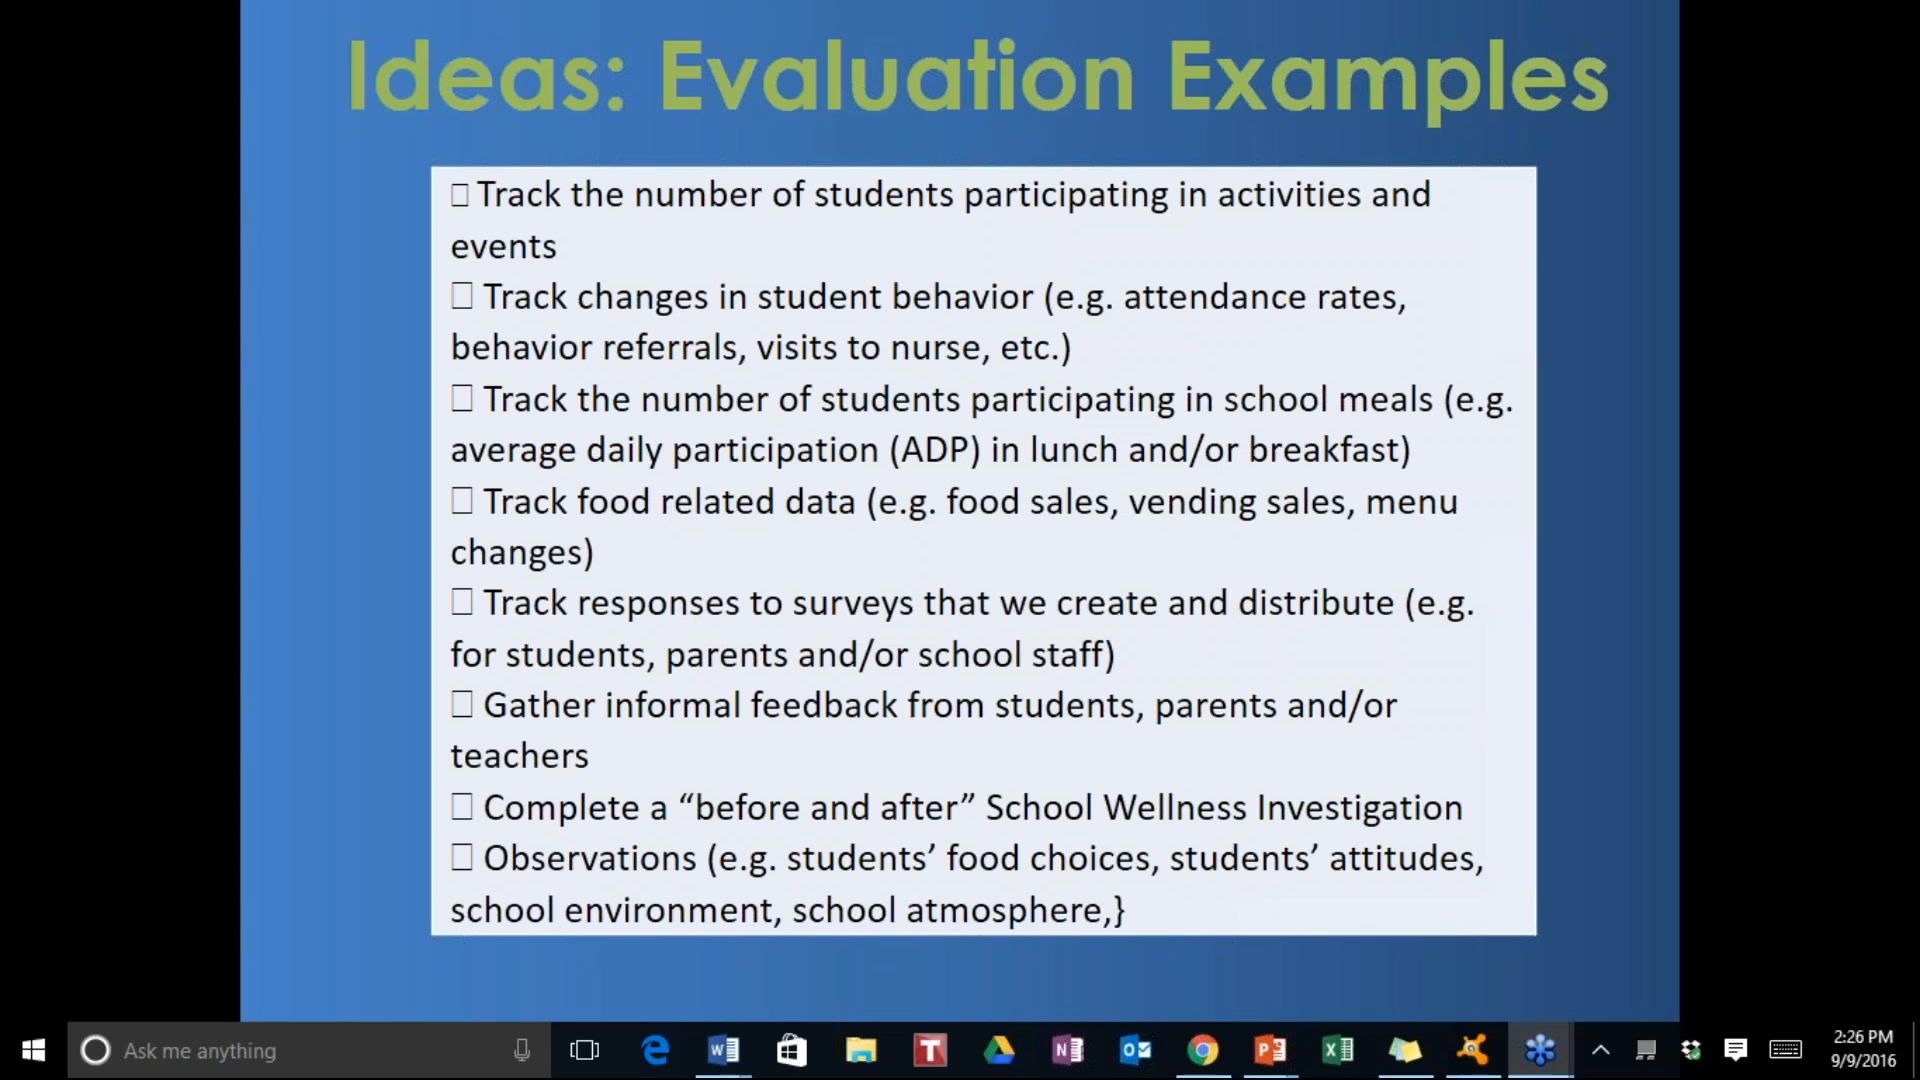 Ideas: Evaluation Examples
□ Track the number of students participating in activities and
events
□ Track changes in student behavior (e.g. attendance rates,
behavior referrals, visits to nurse, etc.)
□ Track the number of students participating in school meals (e.g.
average daily participation (ADP) in lunch and/or breakfast)
□ Track food related data (e.g. food sales, vending sales, menu
changes)
□ Track responses to surveys that we create and distribute (e.g.
for students, parents and/or school staff)
□ Gather informal feedback from students, parents and/or
teachers
□ Complete a “before and after” School Wellness Investigation
□ Observations (e.g. students’ food choices, students’ attitudes,
school environment, school atmosphere,}
Ask me anything
2:26 PM
9/9/2016